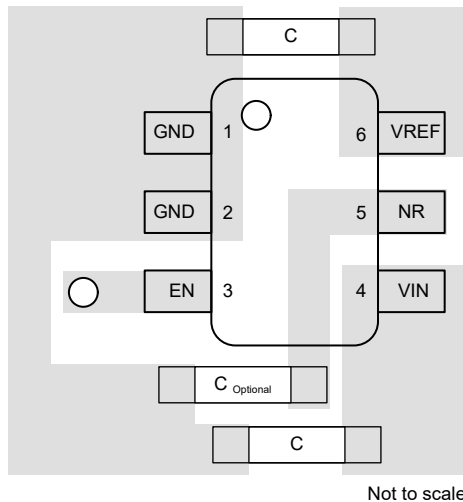 C
GND 1 6 VREF
GND 2 5 NR
EN 3 4 VIN
C Optional
C
Not to scale